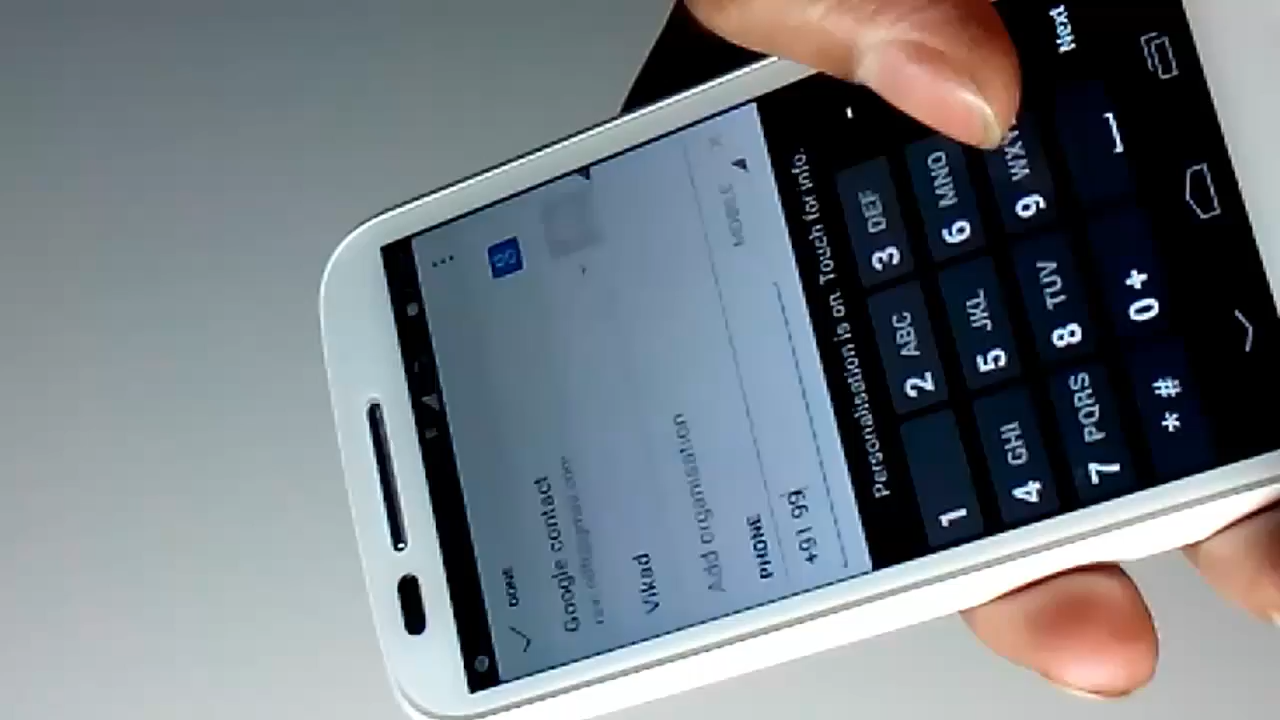 DONE
Google contact
Vikad
Add organisation
PHONE
+91 99
MOBILE
Personalisation is on. Touch for info.
1
2 ABC
3 DEF
-
4 GHI
5 JKL
6 MNO
7 PQRS
8 TUV
9 WXY
Next
* #
0 +